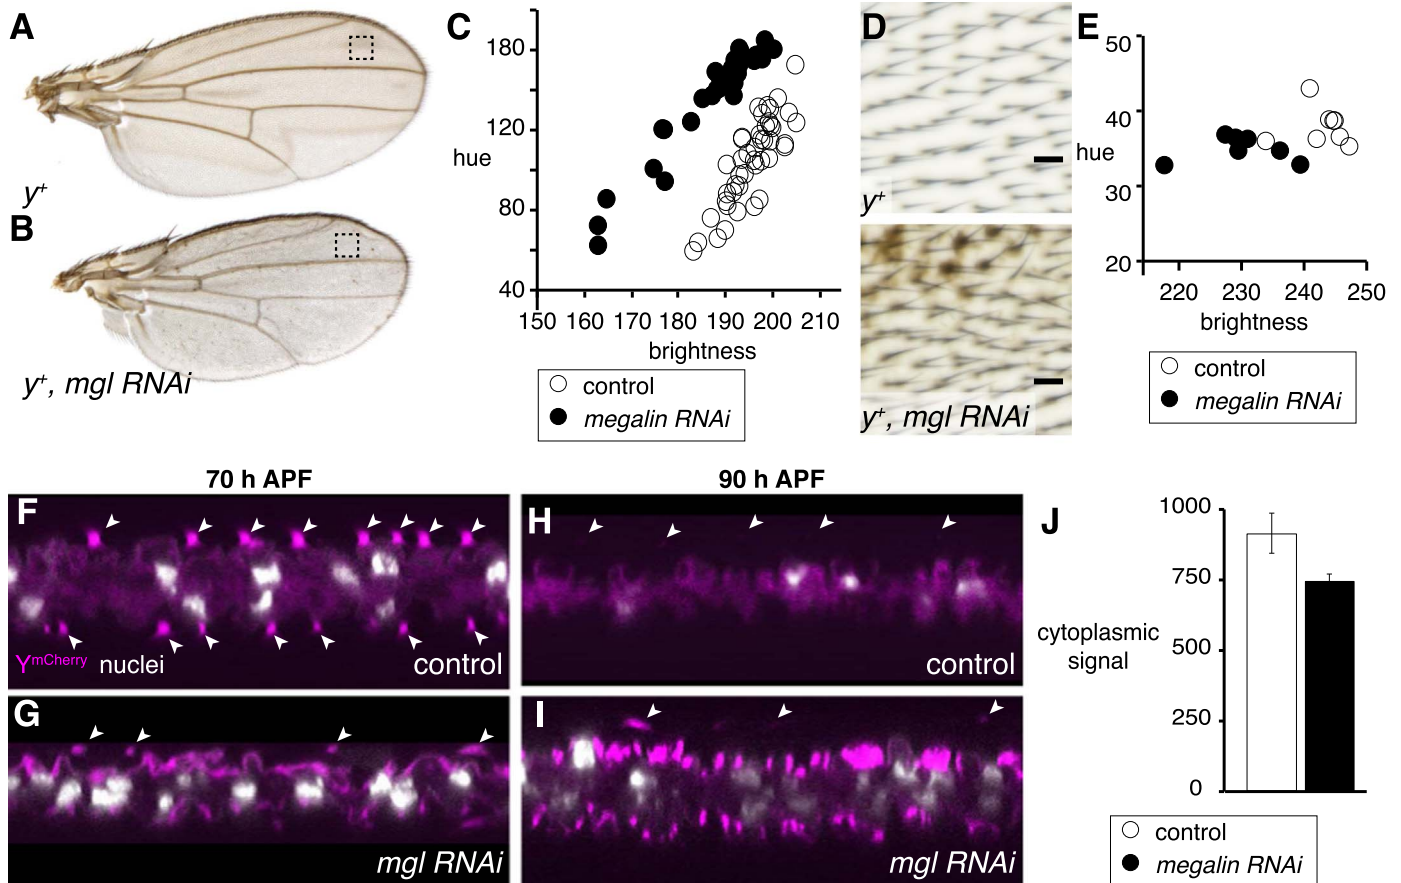 A
y+
B
y+, mgl RNAi
C
hue
180
120
80
40
150 160 170 180 190 200 210
brightness
control
megalin RNAi
D
y+
y+, mgl RNAi
E
hue
50
40
30
20
220 230 240 250
brightness
control
megalin RNAi
70 h APF
90 h APF
F
YmCherry nuclei control
G
mgl RNAi
H
control
I
mgl RNAi
J
cytoplasmic
signal
1000
750
500
250
0
control
megalin RNAi